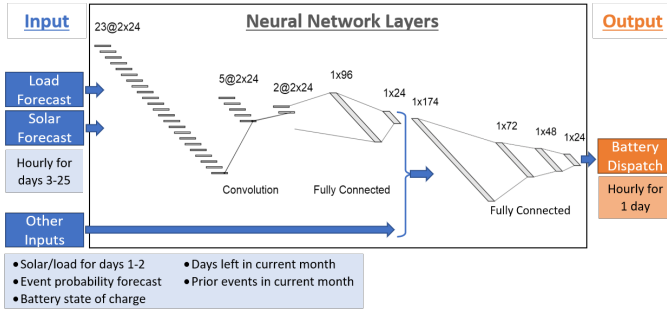 Input
Neural Network Layers
Output
23@2x24
5@2x24
2@2x24
1x96
1x24
1x174
1x72
1x48
1x24
Load
Forecast
Solar
Forecast
Hourly for
days 3-25
Convolution
Fully Connected
Fully Connected
Battery
Dispatch
Hourly for
1 day
Other
Inputs
•Solar/load for days 1-2
•Event probability forecast
•Battery state of charge
•Days left in current month
•Prior events in current month